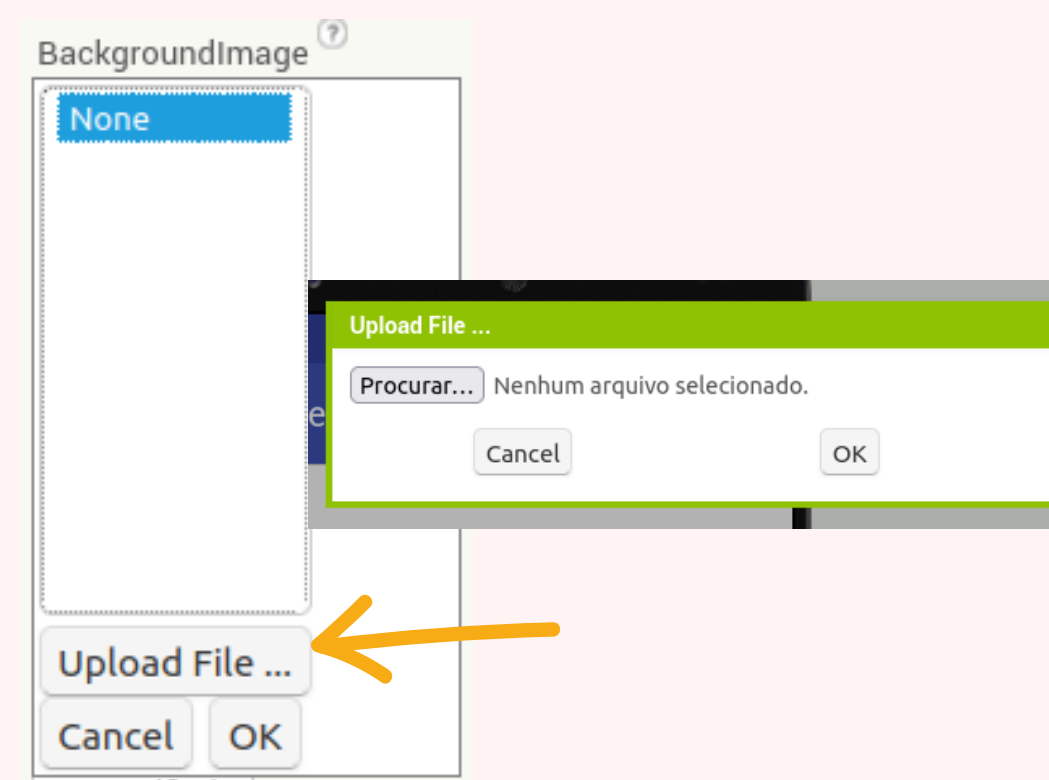 BackgroundImage ?
None
Upload File ...
Procurar... Nenhum arquivo selecionado.
Cancel OK
Upload File ...
Cancel OK